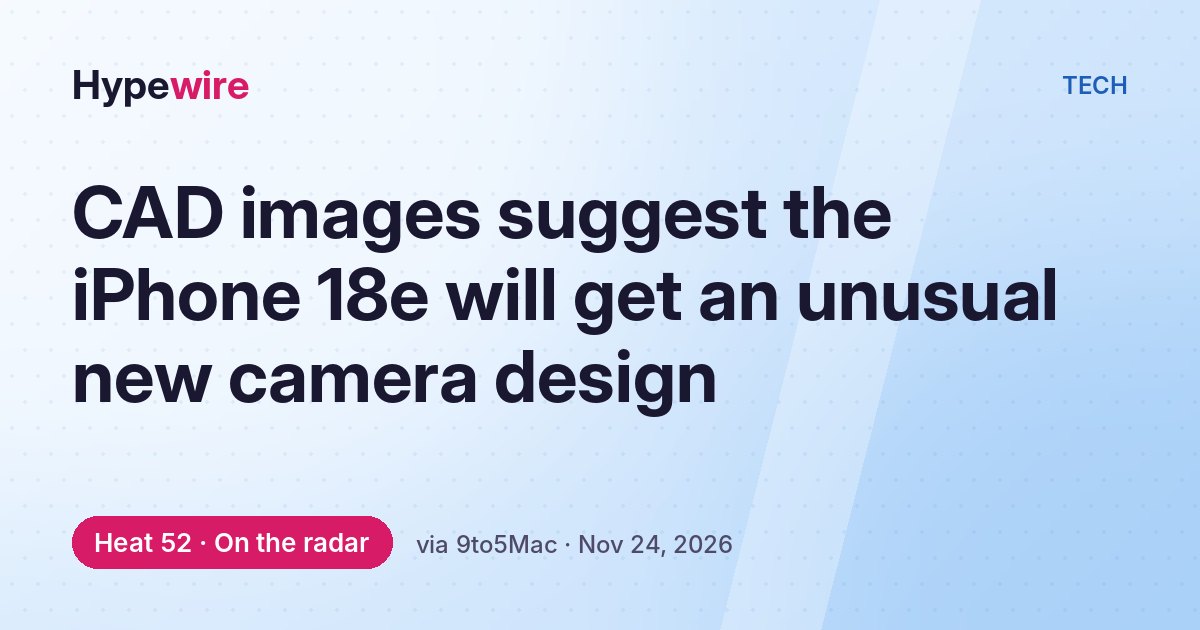 Hypewire
TECH
CAD images suggest the
iPhone 18e will get an unusual
new camera design
Heat 52 · On the radar
via 9to5Mac · Nov 24, 2026